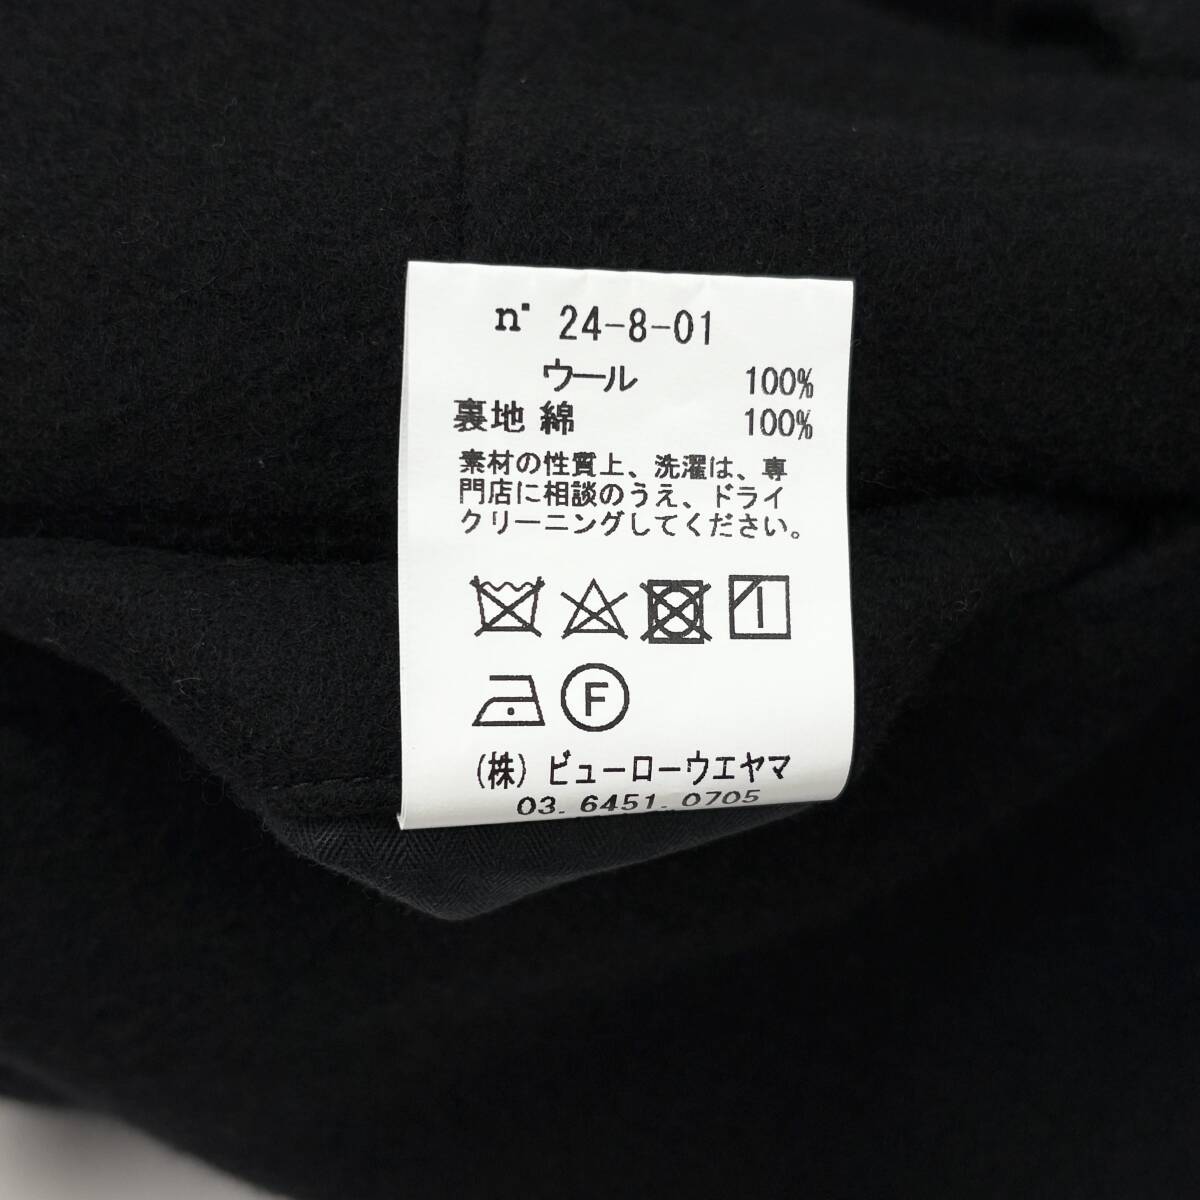 n° 24-8-01
ウール 100%
裏地 綿 100%
素材の性質上、洗濯は、専
門店に相談のうえ、ドライ
クリーニングしてください。
F
(株) ビューローウエヤマ
03. 6451. 0705